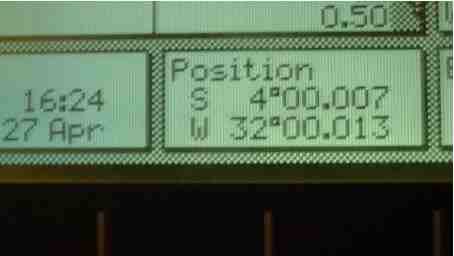 0.50
16:24
27 Apr
Position
S 4°00.007
W 32°00.013